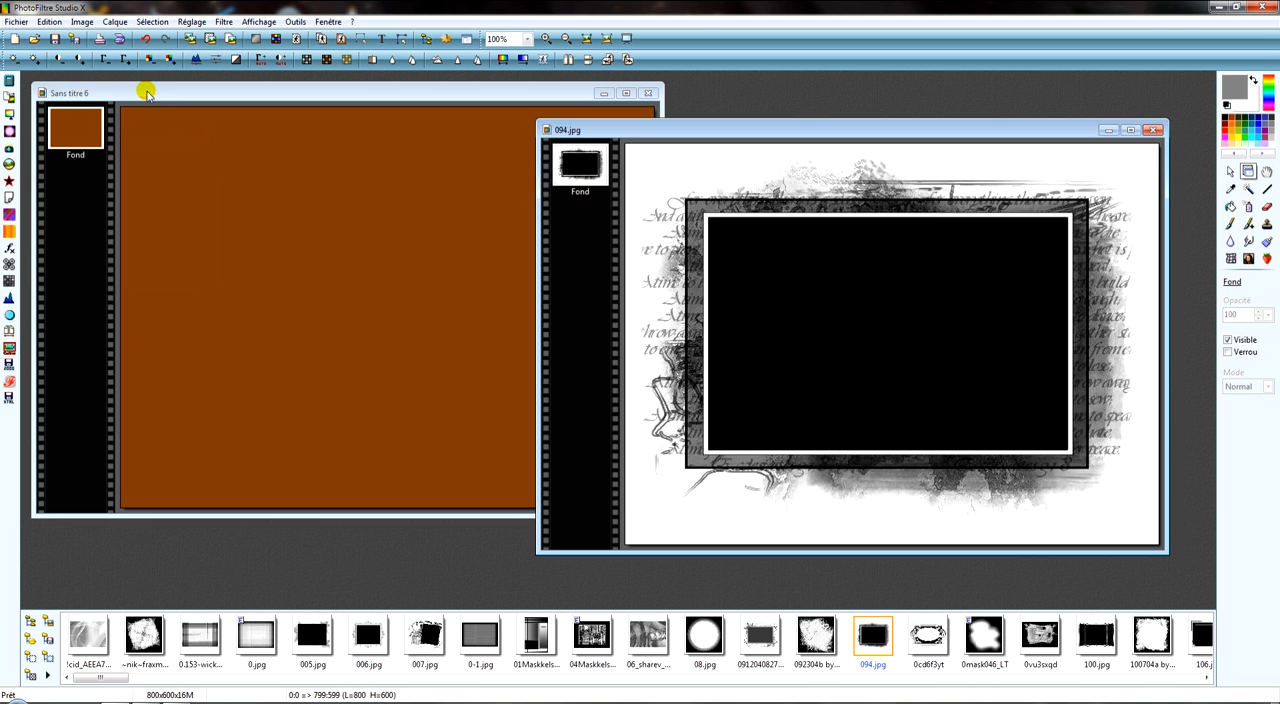 PhotoFiltre Studio X
Fichier Edition Image Calque Sélection Réglage Filtre Affichage Outils Fenêtre ?
100%
Sans titre 6
Fond
094.jpg
Fond
Fond
Opacité
100
Visible
Verrou
Mode
Normal
!cid_AEEA7... ~nik~fraxm... 0.153-wick... 0.jpg 005.jpg 006.jpg 007.jpg 0-1.jpg 01Maskkels... 04Maskkels... 06_sharev_... 08.jpg 0912040827... 092304b by... 094.jpg 0cd6f3yt 0mask046_LT 0vu3sxqd 100.jpg 100704a by... 106.j
Prêt 800x600x16M 0:0 => 799:599 (L=800 H=600)